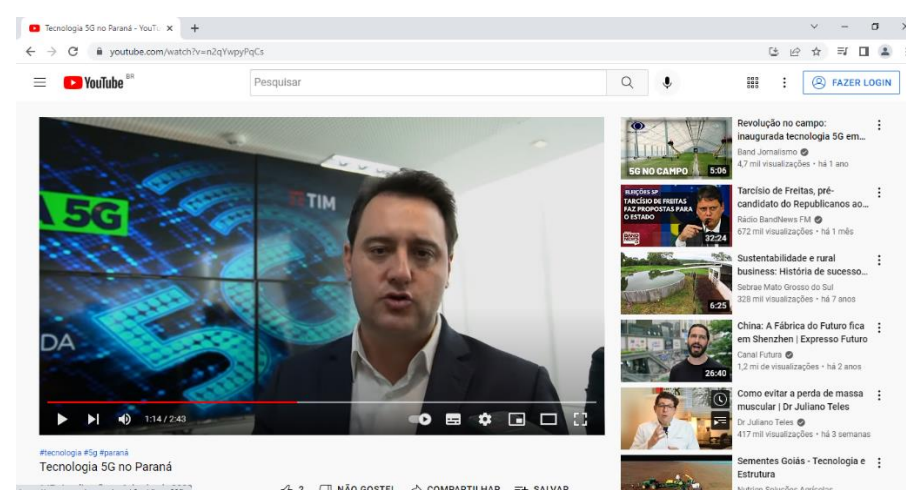 Tecnologia 5G no Paraná - YouTu
youtube.com/watch?v=n2qYwpyPqCs
YouTube BR
Pesquisar
FAZER LOGIN
A 5G
TIM
5G
DA
1:14 / 2:43
#tecnologia #5g #paraná
Tecnologia 5G no Paraná
2 NÃO GOSTEI COMPARTILHAR SALVAR
5G NO CAMPO
5:06
Revolução no campo:
inaugurada tecnologia 5G em...
Band Jornalismo
4,7 mil visualizações • há 1 ano
ELEIÇÕES SP
TARCÍSIO DE FREITAS
FAZ PROPOSTAS PARA
O ESTADO
32:24
Tarcísio de Freitas, pré-
candidato do Republicanos ao...
Rádio BandNews FM
672 mil visualizações • há 1 mês
6:25
Sustentabilidade e rural
business: História de sucesso...
Sebrae Mato Grosso do Sul
328 mil visualizações • há 7 anos
26:40
China: A Fábrica do Futuro fica
em Shenzhen | Expresso Futuro
Canal Futura
1,2 mi de visualizações • há 2 anos
Como evitar a perda de massa
muscular | Dr Juliano Teles
Dr Juliano Teles
417 mil visualizações • há 3 semanas
Sementes Goiás - Tecnologia e
Estrutura